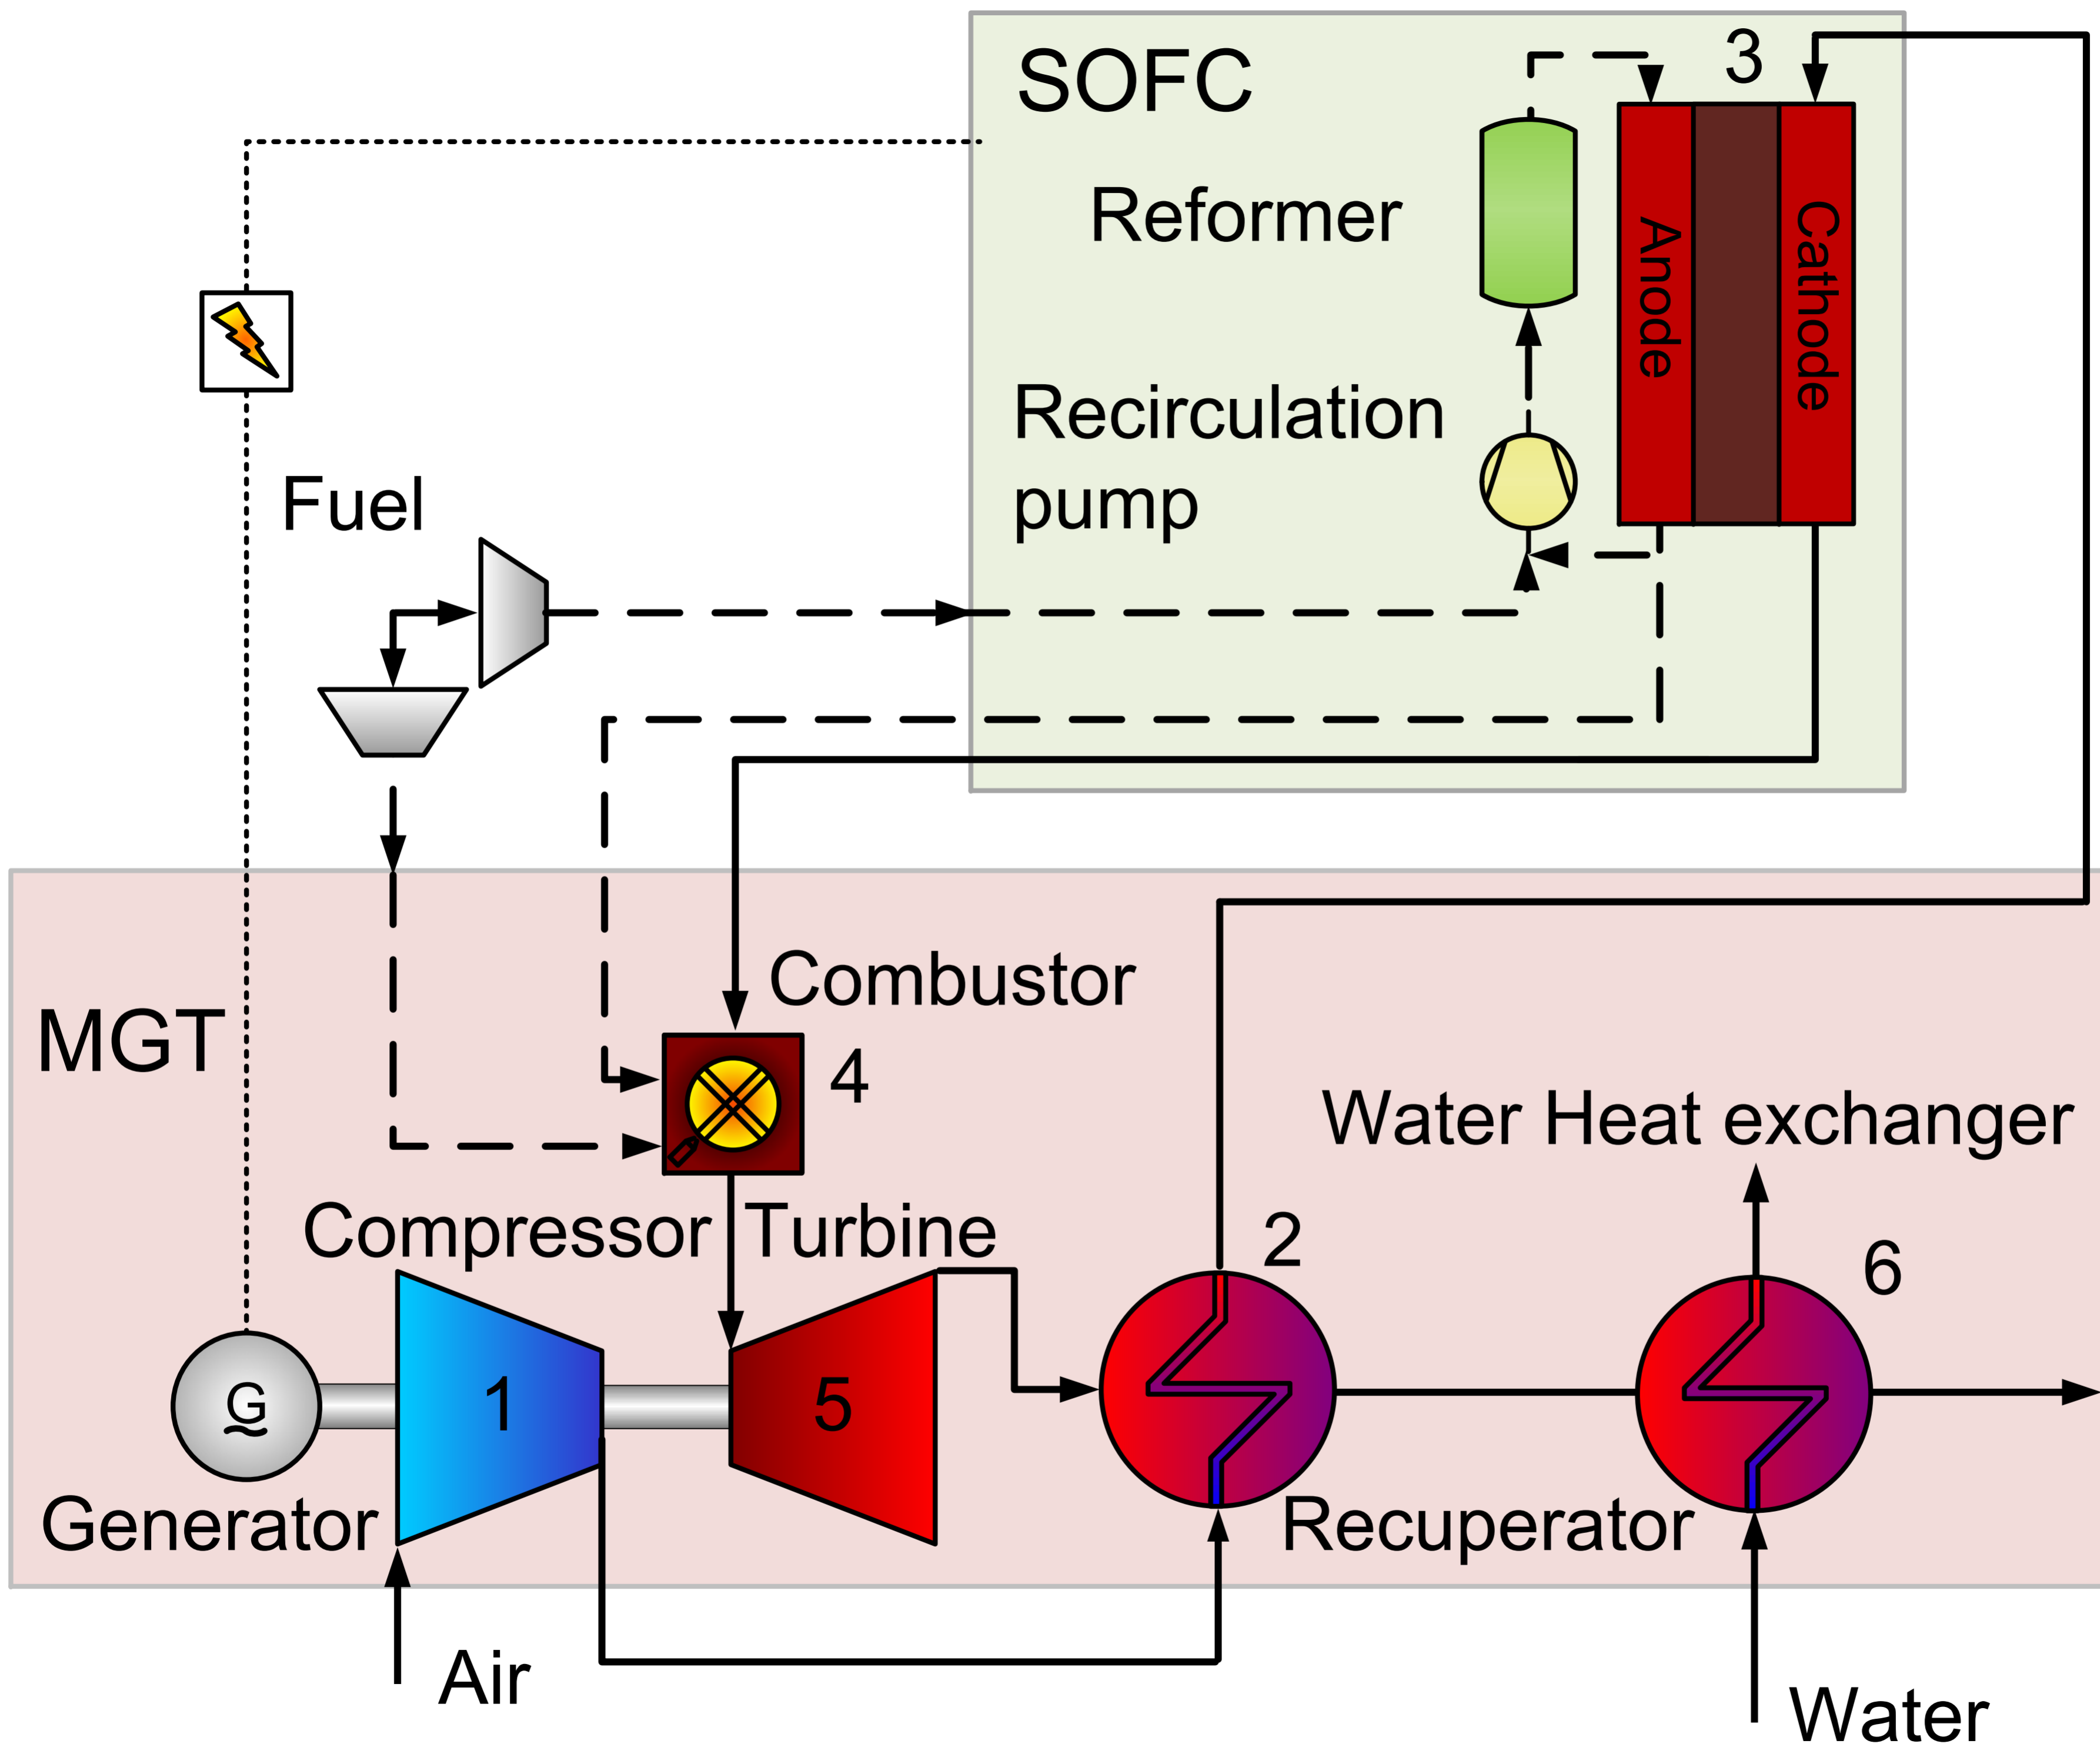 SOFC
3
Reformer
Anode
Cathode
Recirculation
pump
Fuel
Combustor
MGT
4
Water Heat exchanger
Compressor
Turbine
2
6
1
5
G
Generator
Recuperator
Air
Water